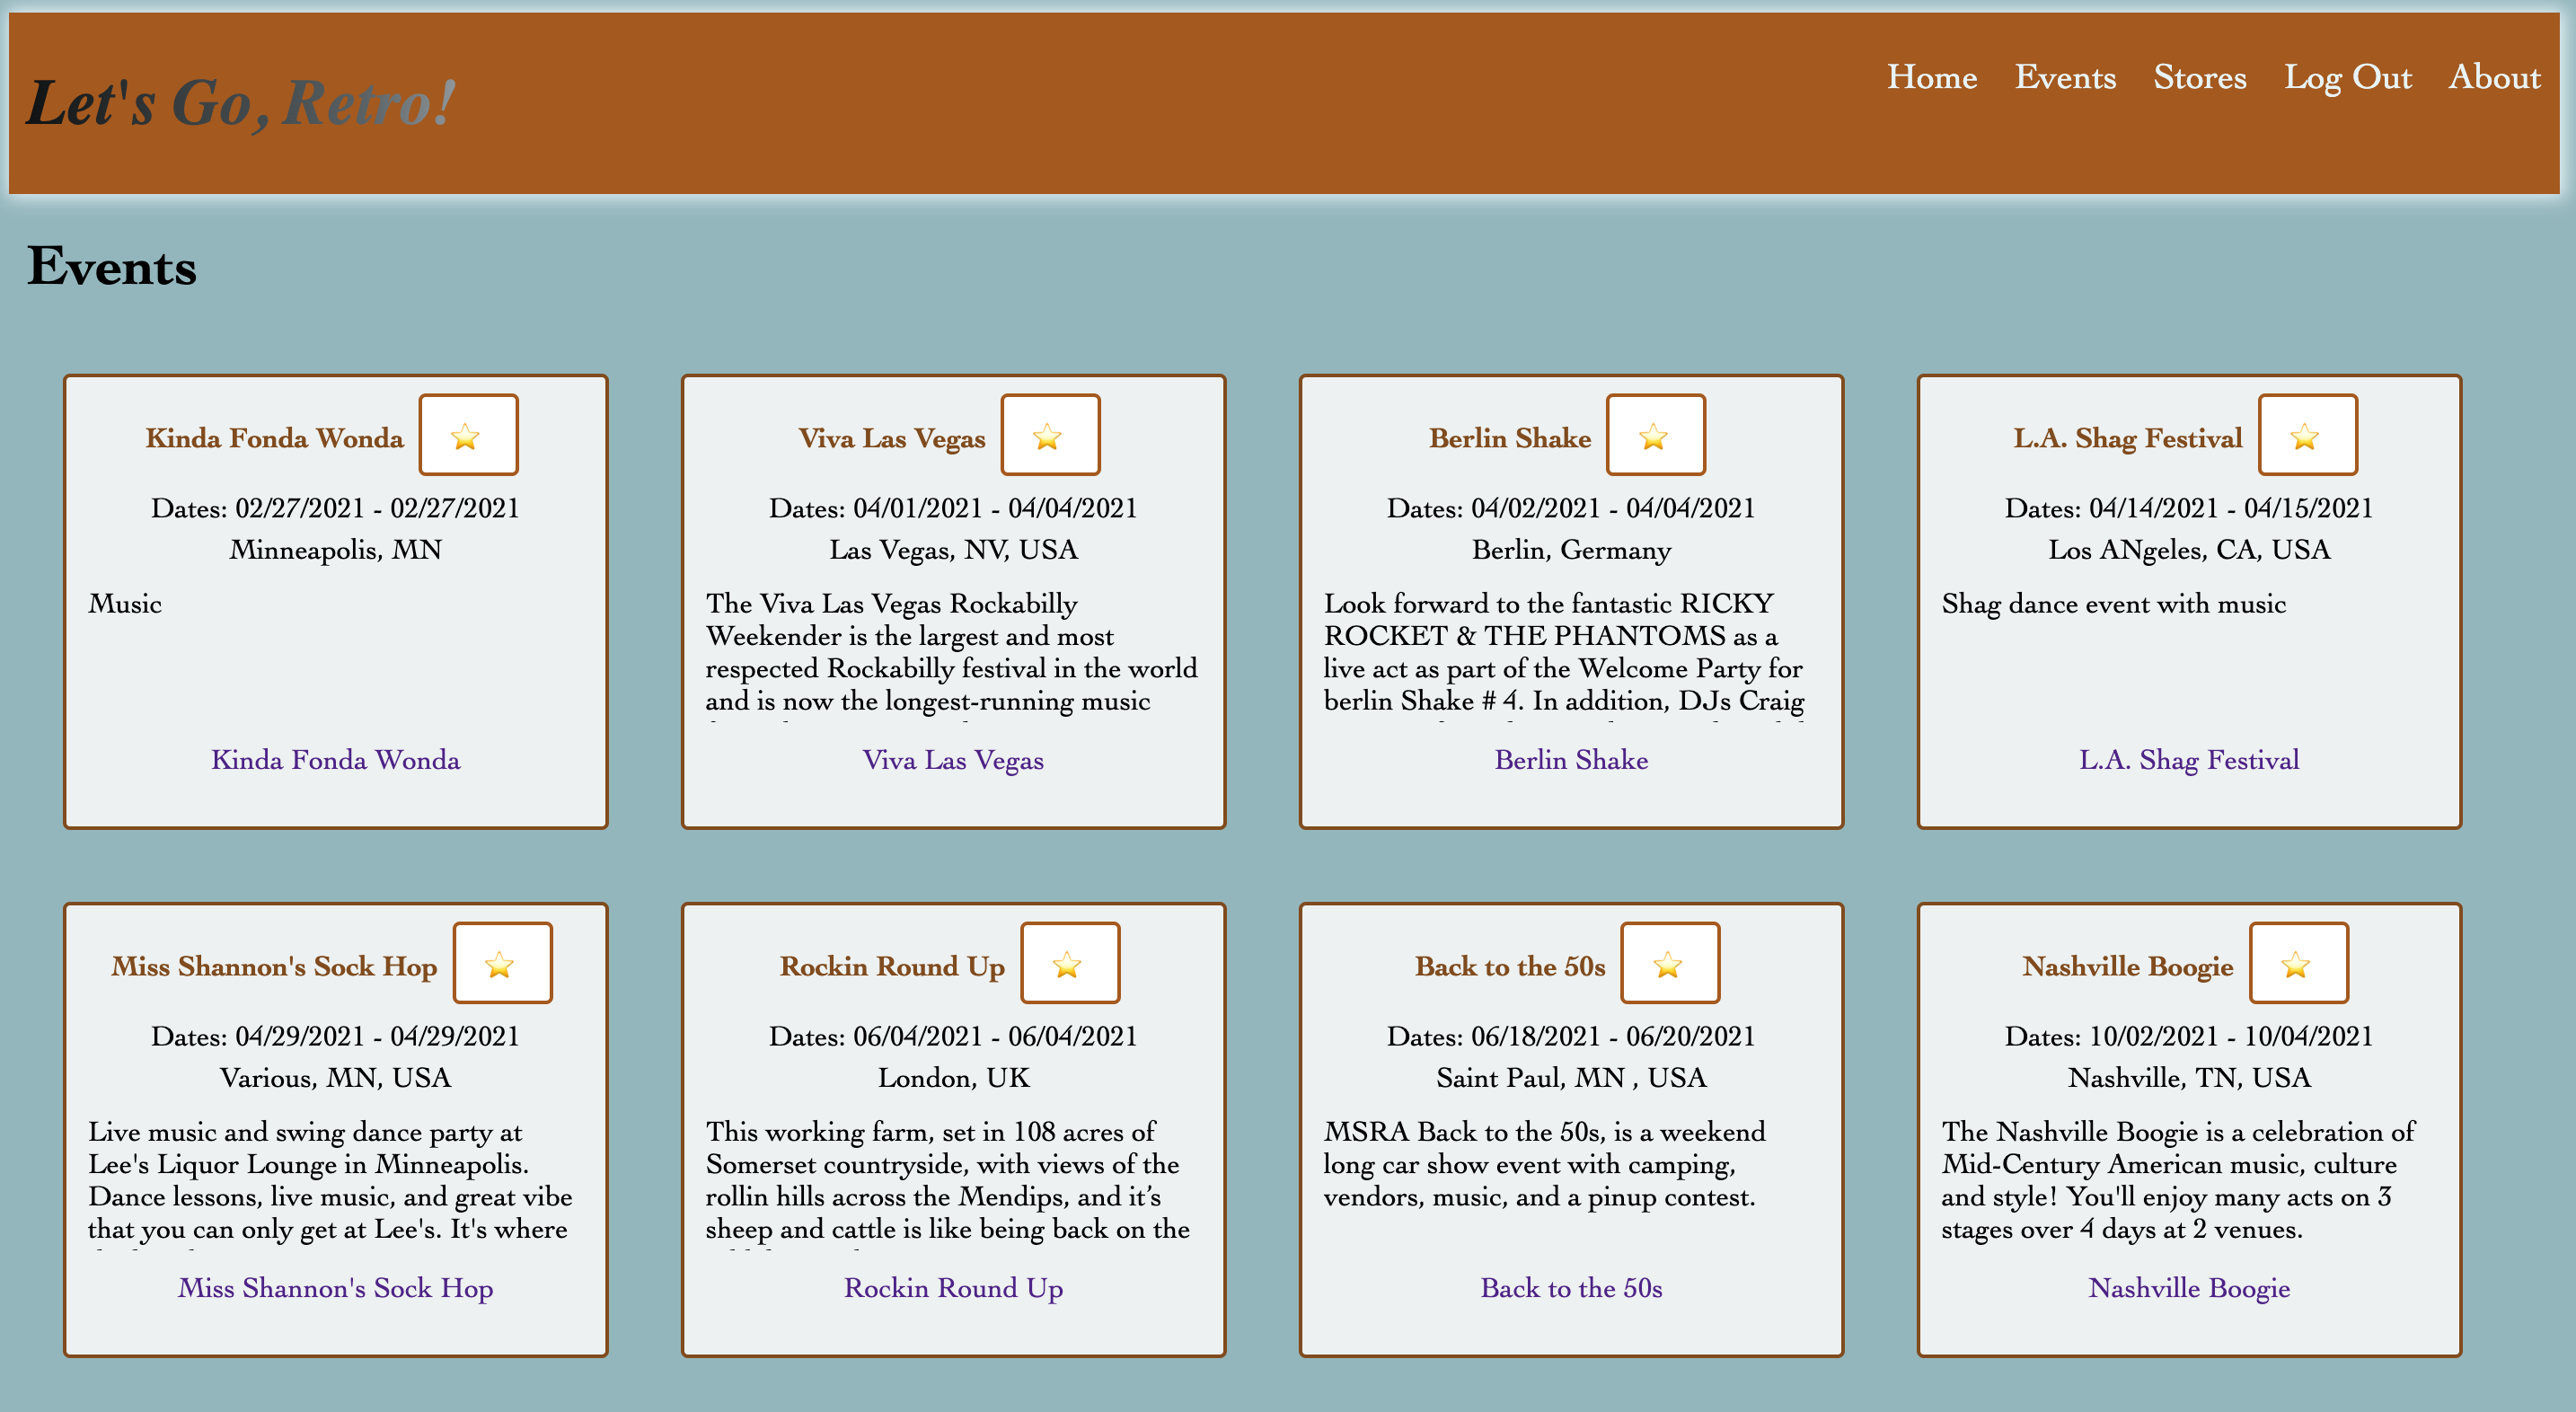 Let's Go, Retro!
Home Events Stores Log Out About
Events
Kinda Fonda Wonda
Dates: 02/27/2021 - 02/27/2021
Minneapolis, MN
Music
Kinda Fonda Wonda
Viva Las Vegas
Dates: 04/01/2021 - 04/04/2021
Las Vegas, NV, USA
The Viva Las Vegas Rockabilly
Weekender is the largest and most
respected Rockabilly festival in the world
and is now the longest-running music
Viva Las Vegas
Berlin Shake
Dates: 04/02/2021 - 04/04/2021
Berlin, Germany
Look forward to the fantastic RICKY
ROCKET & THE PHANTOMS as a
live act as part of the Welcome Party for
berlin Shake # 4. In addition, DJs Craig
Berlin Shake
L.A. Shag Festival
Dates: 04/14/2021 - 04/15/2021
Los ANgeles, CA, USA
Shag dance event with music
L.A. Shag Festival
Miss Shannon's Sock Hop
Dates: 04/29/2021 - 04/29/2021
Various, MN, USA
Live music and swing dance party at
Lee's Liquor Lounge in Minneapolis.
Dance lessons, live music, and great vibe
that you can only get at Lee's. It's where
Miss Shannon's Sock Hop
Rockin Round Up
Dates: 06/04/2021 - 06/04/2021
London, UK
This working farm, set in 108 acres of
Somerset countryside, with views of the
rollin hills across the Mendips, and it’s
sheep and cattle is like being back on the
Rockin Round Up
Back to the 50s
Dates: 06/18/2021 - 06/20/2021
Saint Paul, MN , USA
MSRA Back to the 50s, is a weekend
long car show event with camping,
vendors, music, and a pinup contest.
Back to the 50s
Nashville Boogie
Dates: 10/02/2021 - 10/04/2021
Nashville, TN, USA
The Nashville Boogie is a celebration of
Mid-Century American music, culture
and style! You'll enjoy many acts on 3
stages over 4 days at 2 venues.
Nashville Boogie